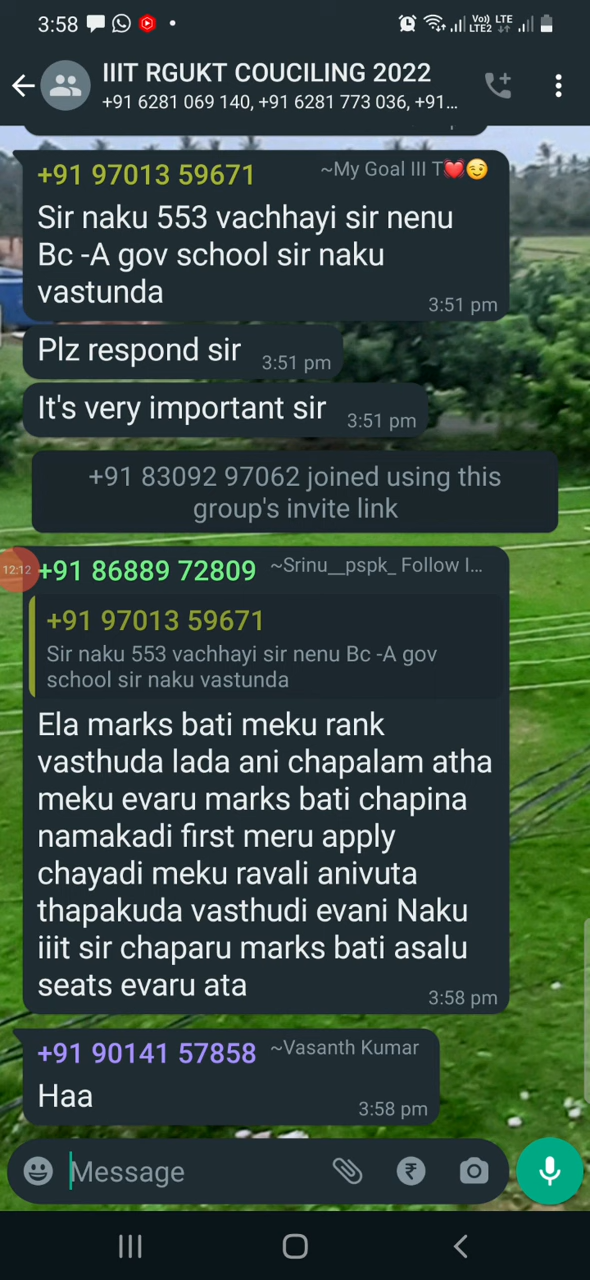 3:58
Vo)) LTE
LTE2
IIIT RGUKT COUCILING 2022
+91 6281 069 140, +91 6281 773 036, +91...
+91 97013 59671 ~My Goal III T❤️😉
Sir naku 553 vachhayi sir nenu
Bc -A gov school sir naku
vastunda
3:51 pm
Plz respond sir 3:51 pm
It's very important sir 3:51 pm
+91 83092 97062 joined using this
group's invite link
12:12
+91 86889 72809 ~Srinu__pspk_ Follow I...
+91 97013 59671
Sir naku 553 vachhayi sir nenu Bc -A gov
school sir naku vastunda
Ela marks bati meku rank
vasthuda lada ani chapalam atha
meku evaru marks bati chapina
namakadi first meru apply
chayadi meku ravali anivuta
thapakuda vasthudi evani Naku
iiit sir chaparu marks bati asalu
seats evaru ata
3:58 pm
+91 90141 57858 ~Vasanth Kumar
Haa
3:58 pm
Message